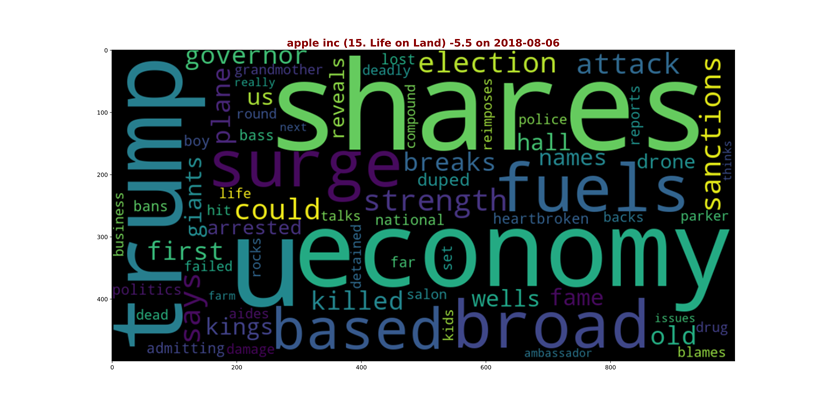 apple inc (15. Life on Land) -5.5 on 2018-08-06
0
100
200
300
400
0
200
400
600
800
governor
lost
election
attack
grandmother
deadly
really
trump
plane
us
shares
reveals
compound
reimposes
reports
sanctions
round
next
police
boy
bass
hall
surge
breaks
names
drone
thinks
duped
fuels
giants
life
could
strength
business
bans
hit
talks
national
heartbroken
backs
parker
arrested
u
economy
first
rocks
detained
far
set
failed
says
politics
farm
killed
salon
wells
fame
dead
aides
based
broad
kids
issues
old
drug
kings
admitting
damage
ambassador
blames